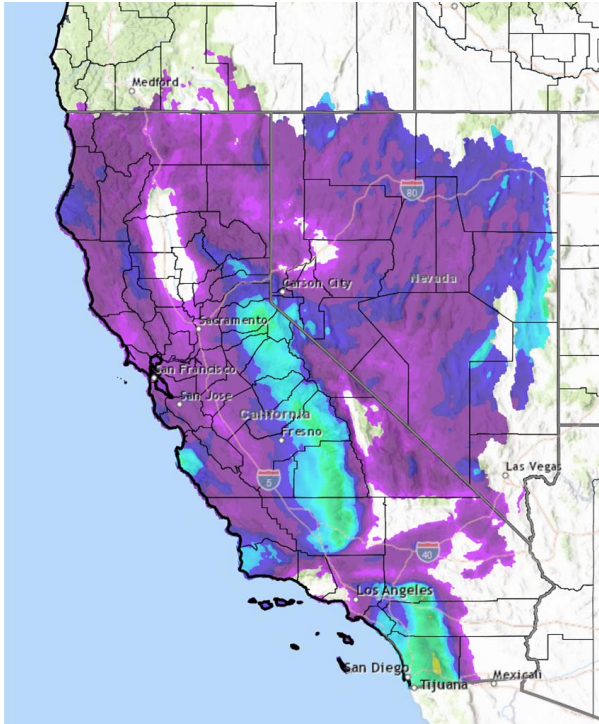 Medford
80
Carson City
Nevada
Sacramento
San Francisco
San Jose
California
Fresno
5
Las Vegas
40
Los Angeles
San Diego
Tijuana
Mexicali